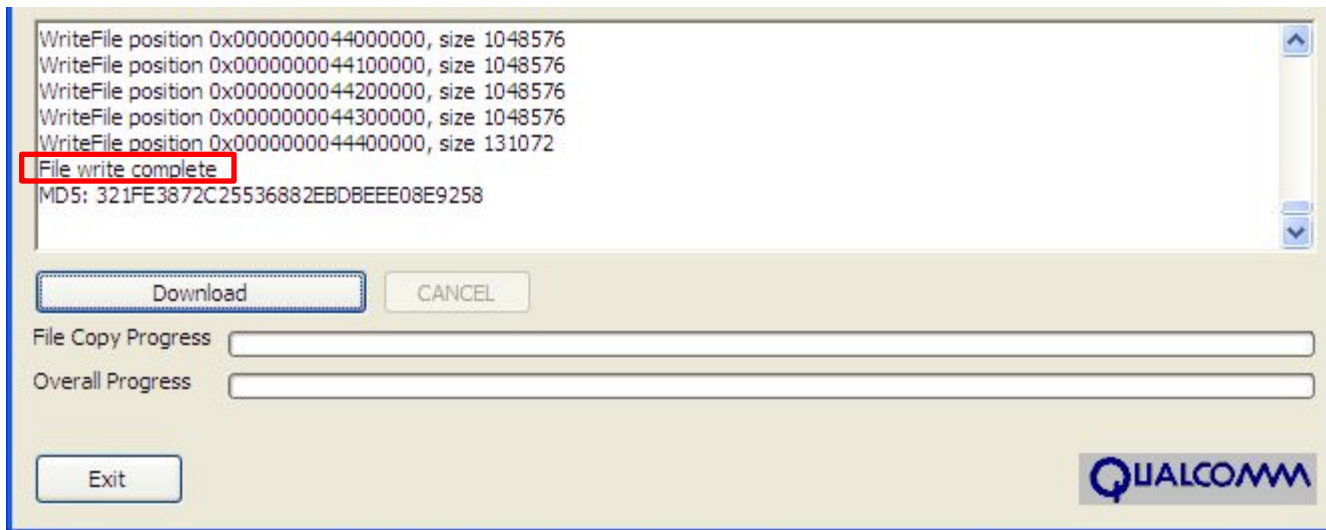 WriteFile position 0x0000000044000000, size 1048576
WriteFile position 0x0000000044100000, size 1048576
WriteFile position 0x0000000044200000, size 1048576
WriteFile position 0x0000000044300000, size 1048576
WriteFile position 0x0000000044400000, size 131072
File write complete
MD5: 321FE3872C25536882EBDBEEE08E9258
Download CANCEL
File Copy Progress
Overall Progress
Exit
QUALCOMM